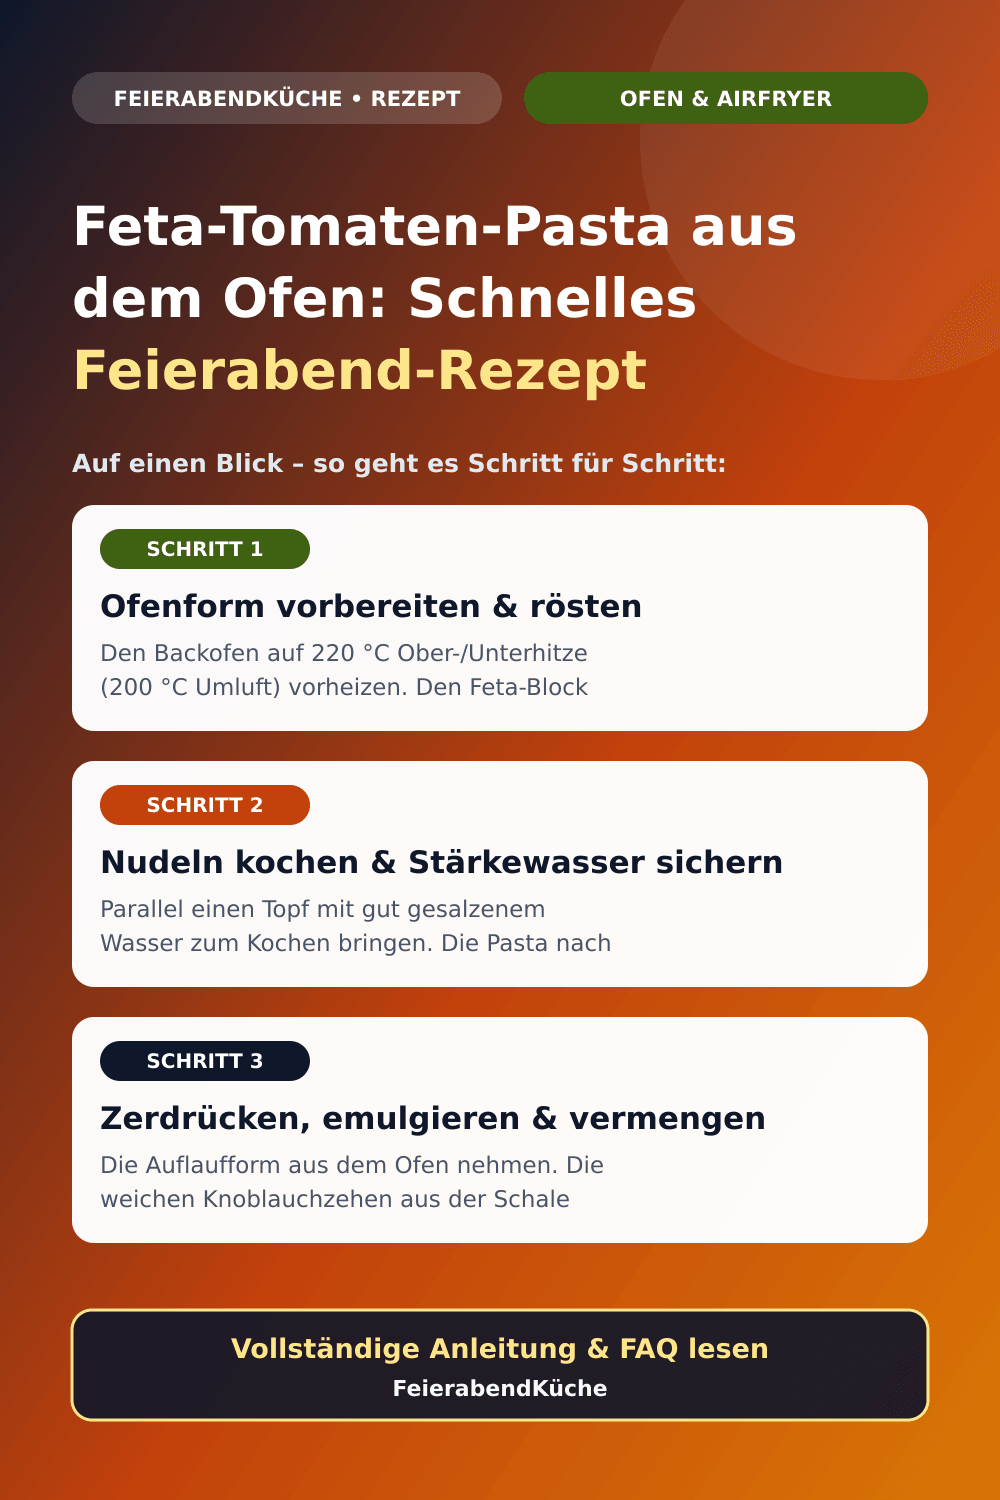 FEIERABENDKÜCHE • REZEPT
OFEN & AIRFRYER
Feta-Tomaten-Pasta aus
dem Ofen: Schnelles
Feierabend-Rezept
Auf einen Blick – so geht es Schritt für Schritt:
SCHRITT 1
Ofenform vorbereiten & rösten
Den Backofen auf 220 °C Ober-/Unterhitze
(200 °C Umluft) vorheizen. Den Feta-Block
SCHRITT 2
Nudeln kochen & Stärkewasser sichern
Parallel einen Topf mit gut gesalzenem
Wasser zum Kochen bringen. Die Pasta nach
SCHRITT 3
Zerdrücken, emulgieren & vermengen
Die Auflaufform aus dem Ofen nehmen. Die
weichen Knoblauchzehen aus der Schale
Vollständige Anleitung & FAQ lesen
FeierabendKüche